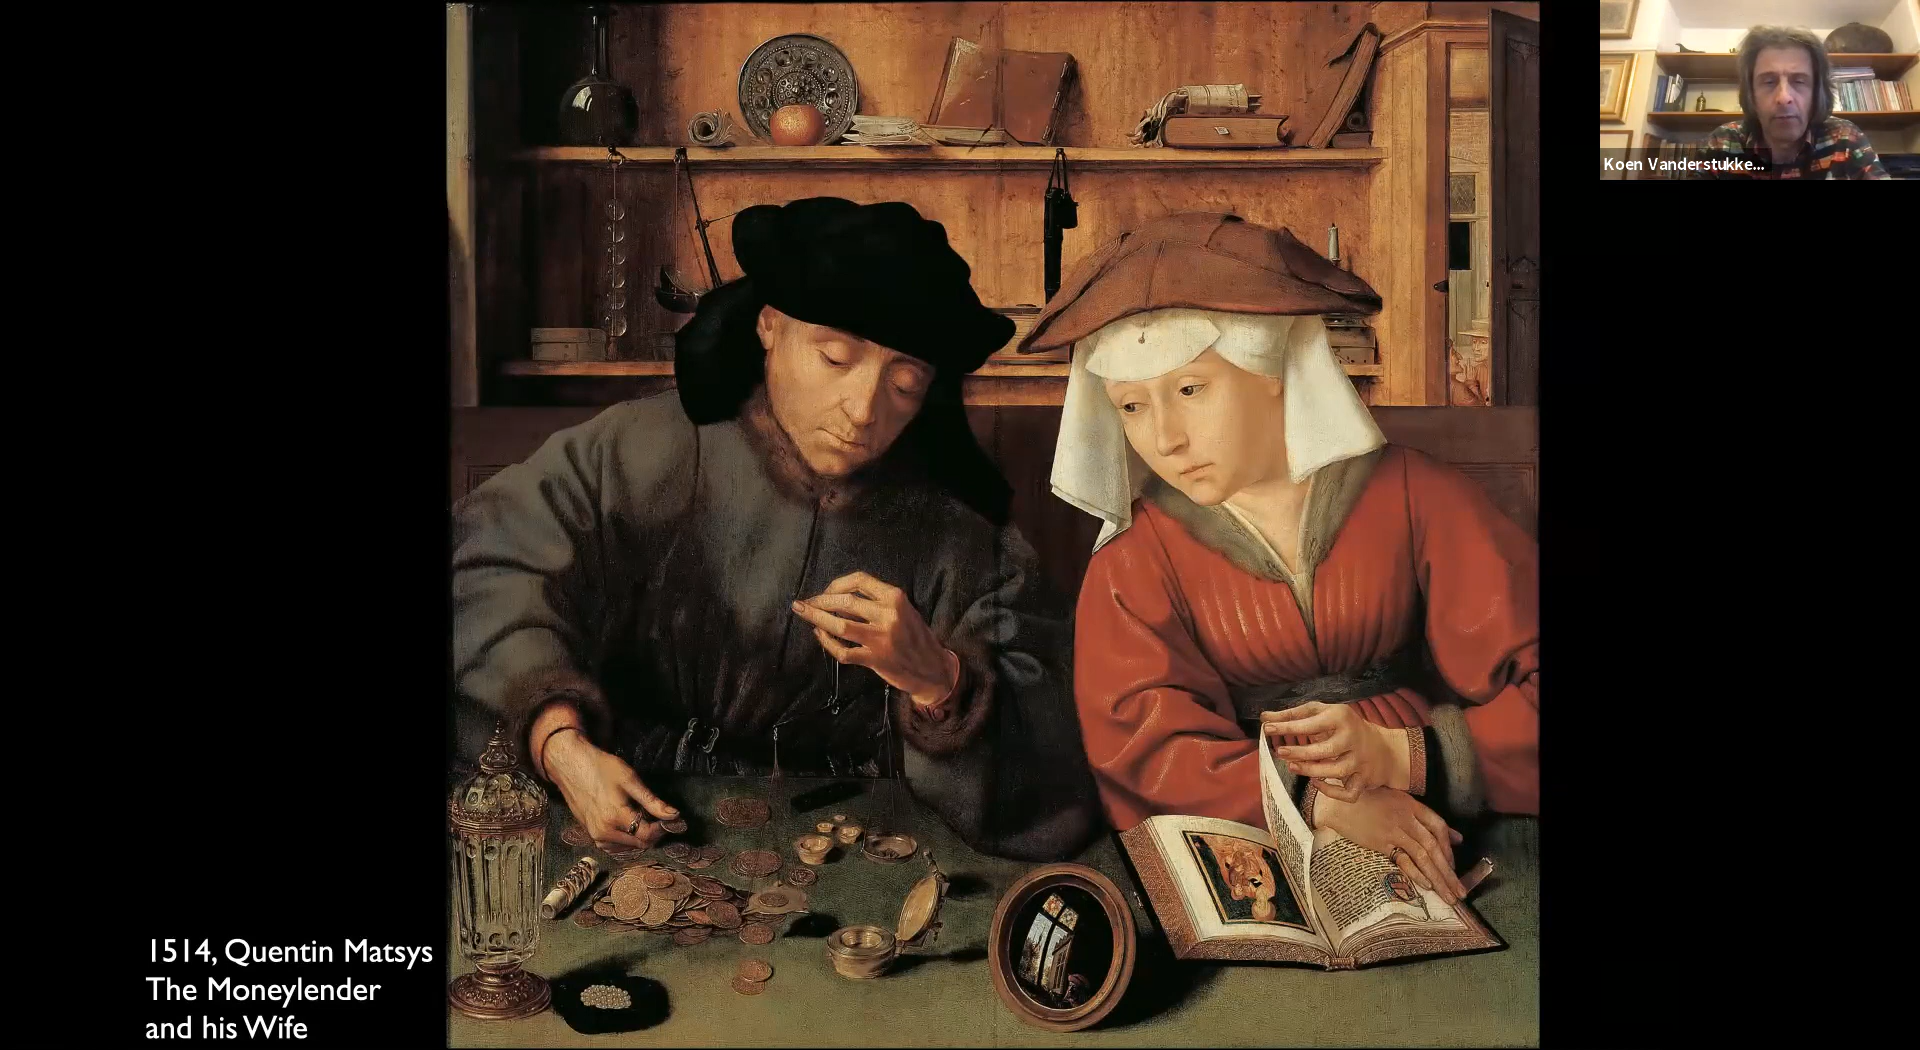 Koen Vanderstukke...
1514, Quentin Matsys
The Moneylender
and his Wife